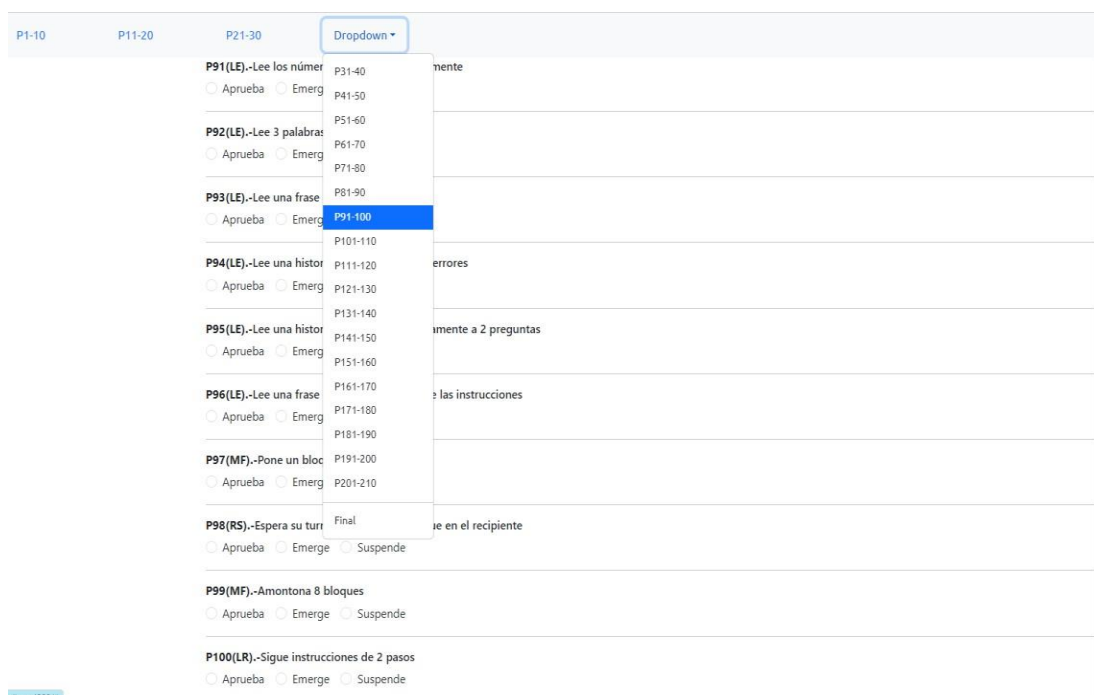 P1-10 P11-20 P21-30 Dropdown
P31-40
P41-50
P51-60
P61-70
P71-80
P81-90
P91-100
P101-110
P111-120
P121-130
P131-140
P141-150
P151-160
P161-170
P171-180
P181-190
P191-200
P201-210
Final
P91(LE).-Lee los númer mente
Aprueba Emerg
P92(LE).-Lee 3 palabras
Aprueba Emerg
P93(LE).-Lee una frase
Aprueba Emerg
P94(LE).-Lee una histor errores
Aprueba Emerg
P95(LE).-Lee una histor amente a 2 preguntas
Aprueba Emerg
P96(LE).-Lee una frase e las instrucciones
Aprueba Emerg
P97(MF).-Pone un bloq
Aprueba Emerg
P98(RS).-Espera su turn ue en el recipiente
Aprueba Emerge Suspende
P99(MF).-Amontona 8 bloques
Aprueba Emerge Suspende
P100(LR).-Sigue instrucciones de 2 pasos
Aprueba Emerge Suspende